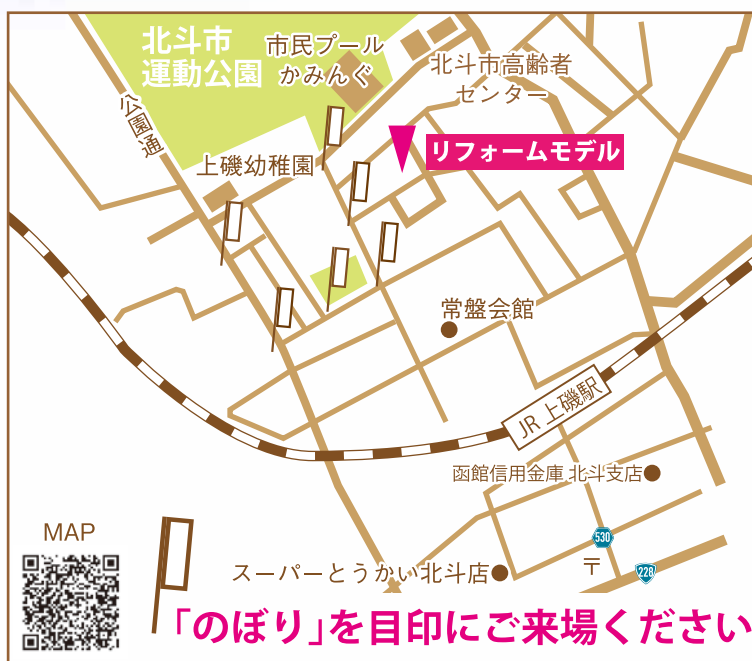 北斗市
運動公園
市民プール
かみんぐ
北斗市高齢者
センター
公園通
リフォームモデル
上磯幼稚園
常盤会館
JR 上磯駅
函館信用金庫 北斗支店
530
〒
228
MAP
スーパーとうかい北斗店
「のぼり」を目印にご来場ください